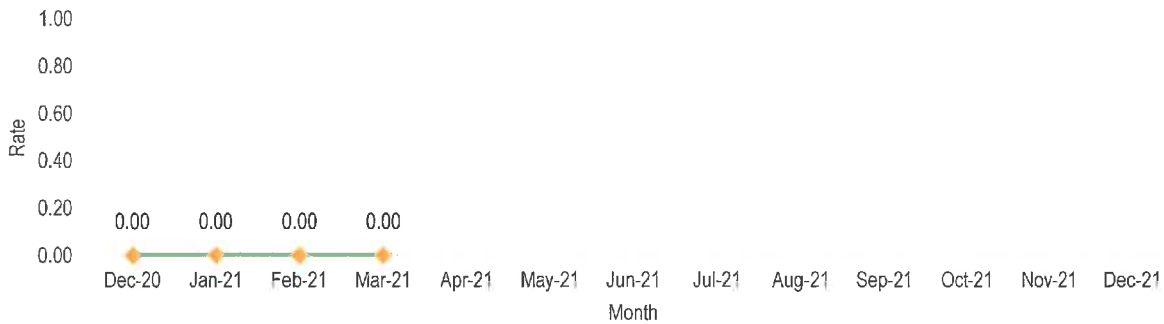 1.00
0.80
0.60
0.40
0.20
0.00
Rate
0.00 0.00 0.00 0.00
Dec-20 Jan-21 Feb-21 Mar-21 Apr-21 May-21 Jun-21 Jul-21 Aug-21 Sep-21 Oct-21 Nov-21 Dec-21
Month